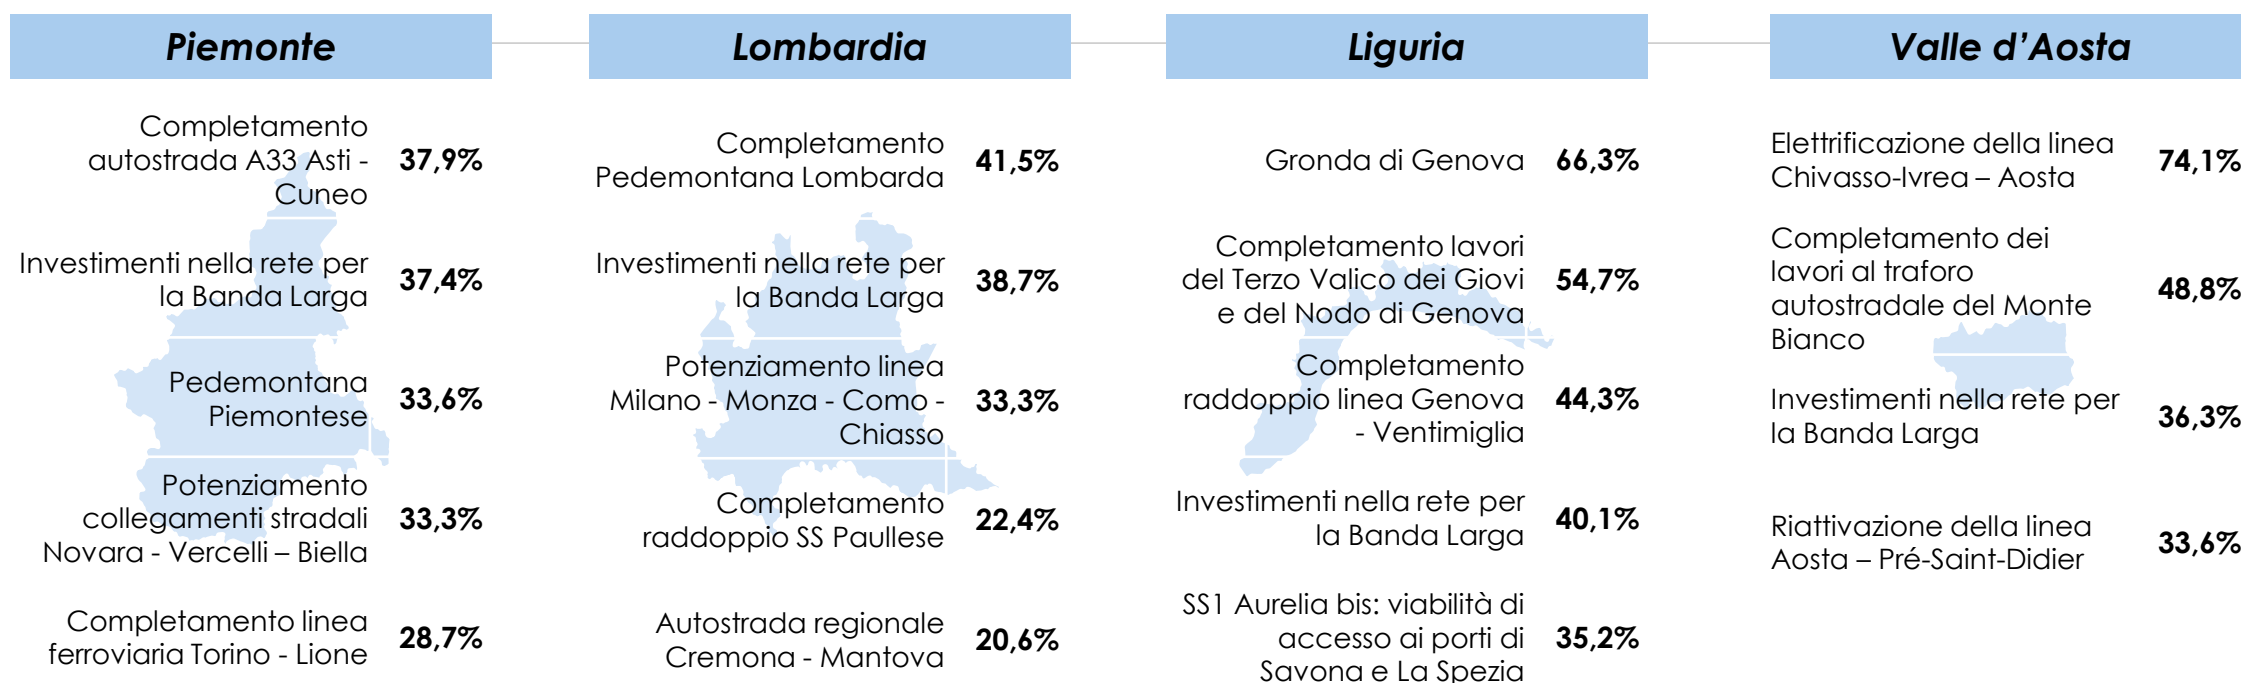 Piemonte
Completamento
autostrada A33 Asti -
Cuneo
37,9%
Investimenti nella rete per
la Banda Larga
37,4%
Pedemontana
Piemontese
33,6%
Potenziamento
collegamenti stradali
Novara - Vercelli – Biella
33,3%
Completamento linea
ferroviaria Torino - Lione
28,7%
Lombardia
Completamento
Pedemontana Lombarda
41,5%
Investimenti nella rete per
la Banda Larga
38,7%
Potenziamento linea
Milano - Monza - Como -
Chiasso
33,3%
Completamento
raddoppio SS Paullese
22,4%
Autostrada regionale
Cremona - Mantova
20,6%
Liguria
Gronda di Genova
66,3%
Completamento lavori
del Terzo Valico dei Giovi
e del Nodo di Genova
54,7%
Completamento
raddoppio linea Genova
- Ventimiglia
44,3%
Investimenti nella rete per
la Banda Larga
40,1%
SS1 Aurelia bis: viabilità di
accesso ai porti di
Savona e La Spezia
35,2%
Valle d’Aosta
Elettrificazione della linea
Chivasso-Ivrea – Aosta
74,1%
Completamento dei
lavori al traforo
autostradale del Monte
Bianco
48,8%
Investimenti nella rete per
la Banda Larga
36,3%
Riattivazione della linea
Aosta – Pré-Saint-Didier
33,6%